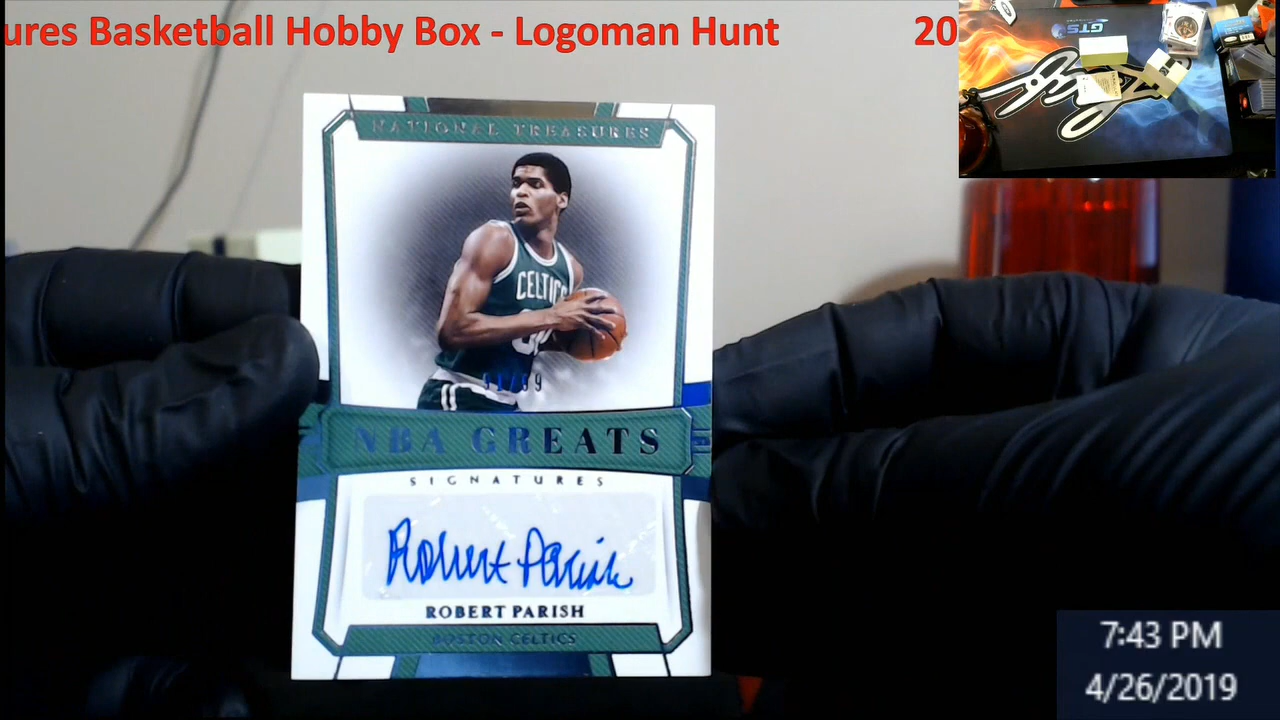 ures Basketball Hobby Box - Logoman Hunt 20
GTS
NATIONAL TREASURES
CELTICS
NBA GREATS
SIGNATURES
Robert Parish
ROBERT PARISH
BOSTON CELTICS
7:43 PM
4/26/2019